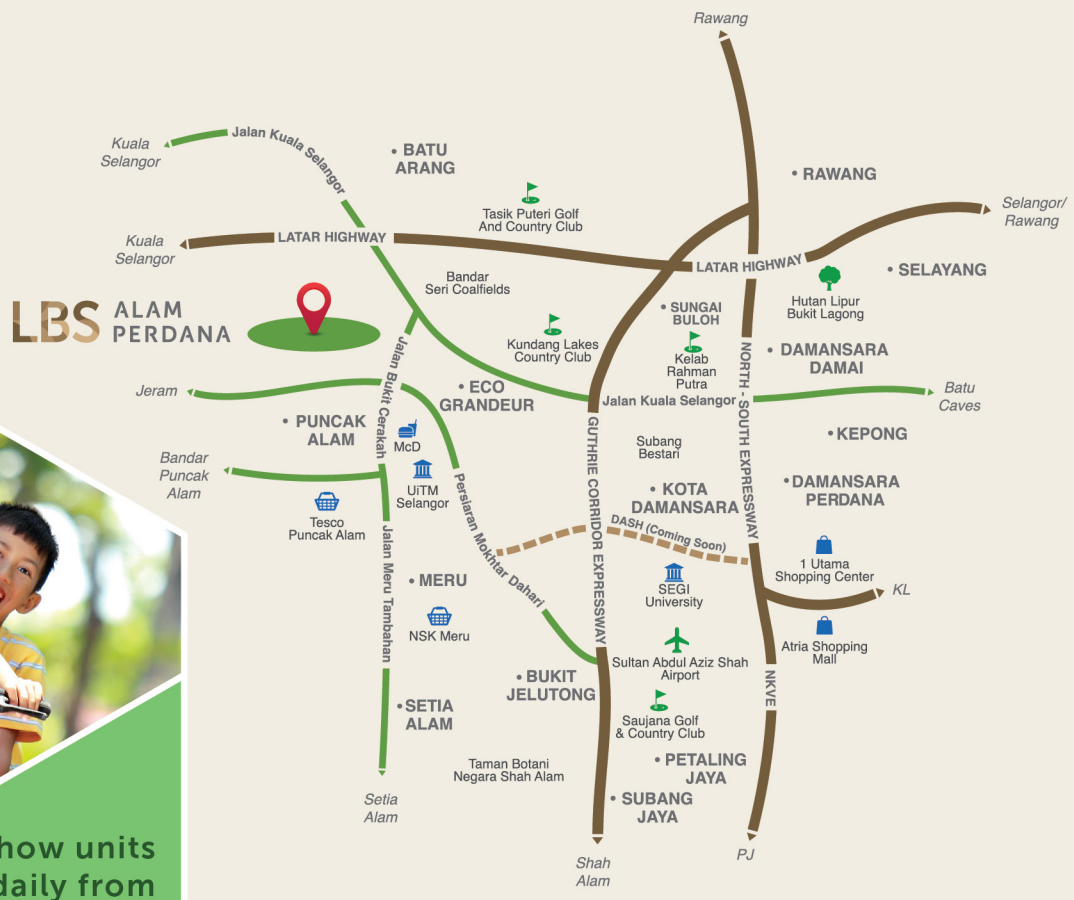 Rawang
Kuala
Selangor
Jalan Kuala Selangor
• BATU
ARANG
• RAWANG
Tasik Puteri Golf
And Country Club
Selangor/
Rawang
Kuala
Selangor
LATAR HIGHWAY
LATAR HIGHWAY
• SELAYANG
Bandar
Seri Coalfields
Hutan Lipur
Bukit Lagong
LBS ALAM
PERDANA
• SUNGAI
BULOH
Kundang Lakes
Country Club
Kelab
Rahman
Putra
• DAMANSARA
DAMAI
Jalan Bukit Cerakah
Jeram
• ECO
GRANDEUR
Jalan Kuala Selangor
NORTH - SOUTH EXPRESSWAY
Batu
Caves
• PUNCAK
ALAM
McD
GUTHRIE CORRIDOR EXPRESSWAY
Subang
Bestari
• KEPONG
Bandar
Puncak
Alam
UiTM
Selangor
Persiaran Mokhtar Dahari
• KOTA
DAMANSARA
• DAMANSARA
PERDANA
Tesco
Puncak Alam
DASH (Coming Soon)
Jalan Meru Tambahan
1 Utama
Shopping Center
• MERU
SEGI
University
KL
NSK Meru
Atria Shopping
Mall
Sultan Abdul Aziz Shah
Airport
• BUKIT
JELUTONG
NKVE
• SETIA
ALAM
Saujana Golf
& Country Club
Taman Botani
Negara Shah Alam
• PETALING
JAYA
• SUBANG
JAYA
Setia
Alam
Shah
Alam
PJ
how units
daily from